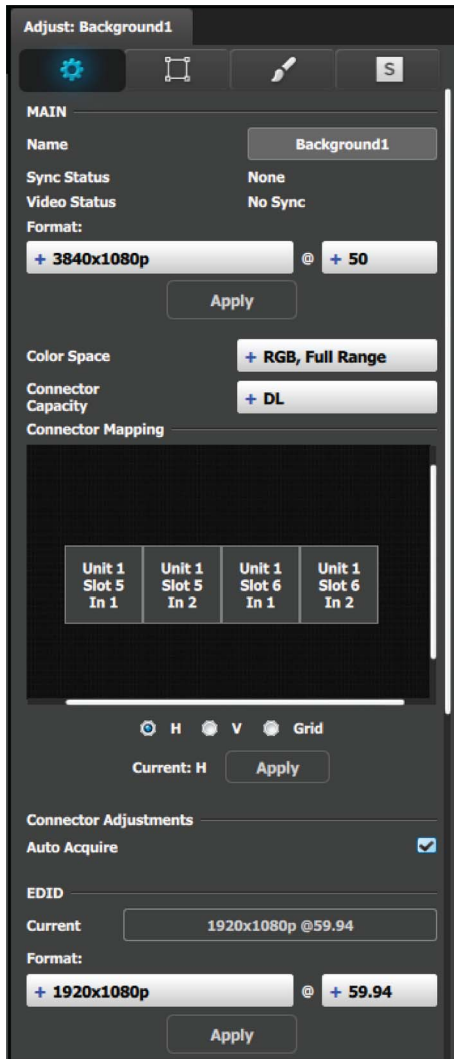 Adjust: Background1
S
MAIN
Name Background1
Sync Status None
Video Status No Sync
Format:
+ 3840x1080p @ + 50
Apply
Color Space + RGB, Full Range
Connector
Capacity + DL
Connector Mapping
Unit 1 Unit 1 Unit 1 Unit 1
Slot 5 Slot 5 Slot 6 Slot 6
In 1 In 2 In 1 In 2
H V Grid
Current: H Apply
Connector Adjustments
Auto Acquire
EDID
Current 1920x1080p @59.94
Format:
+ 1920x1080p @ + 59.94
Apply